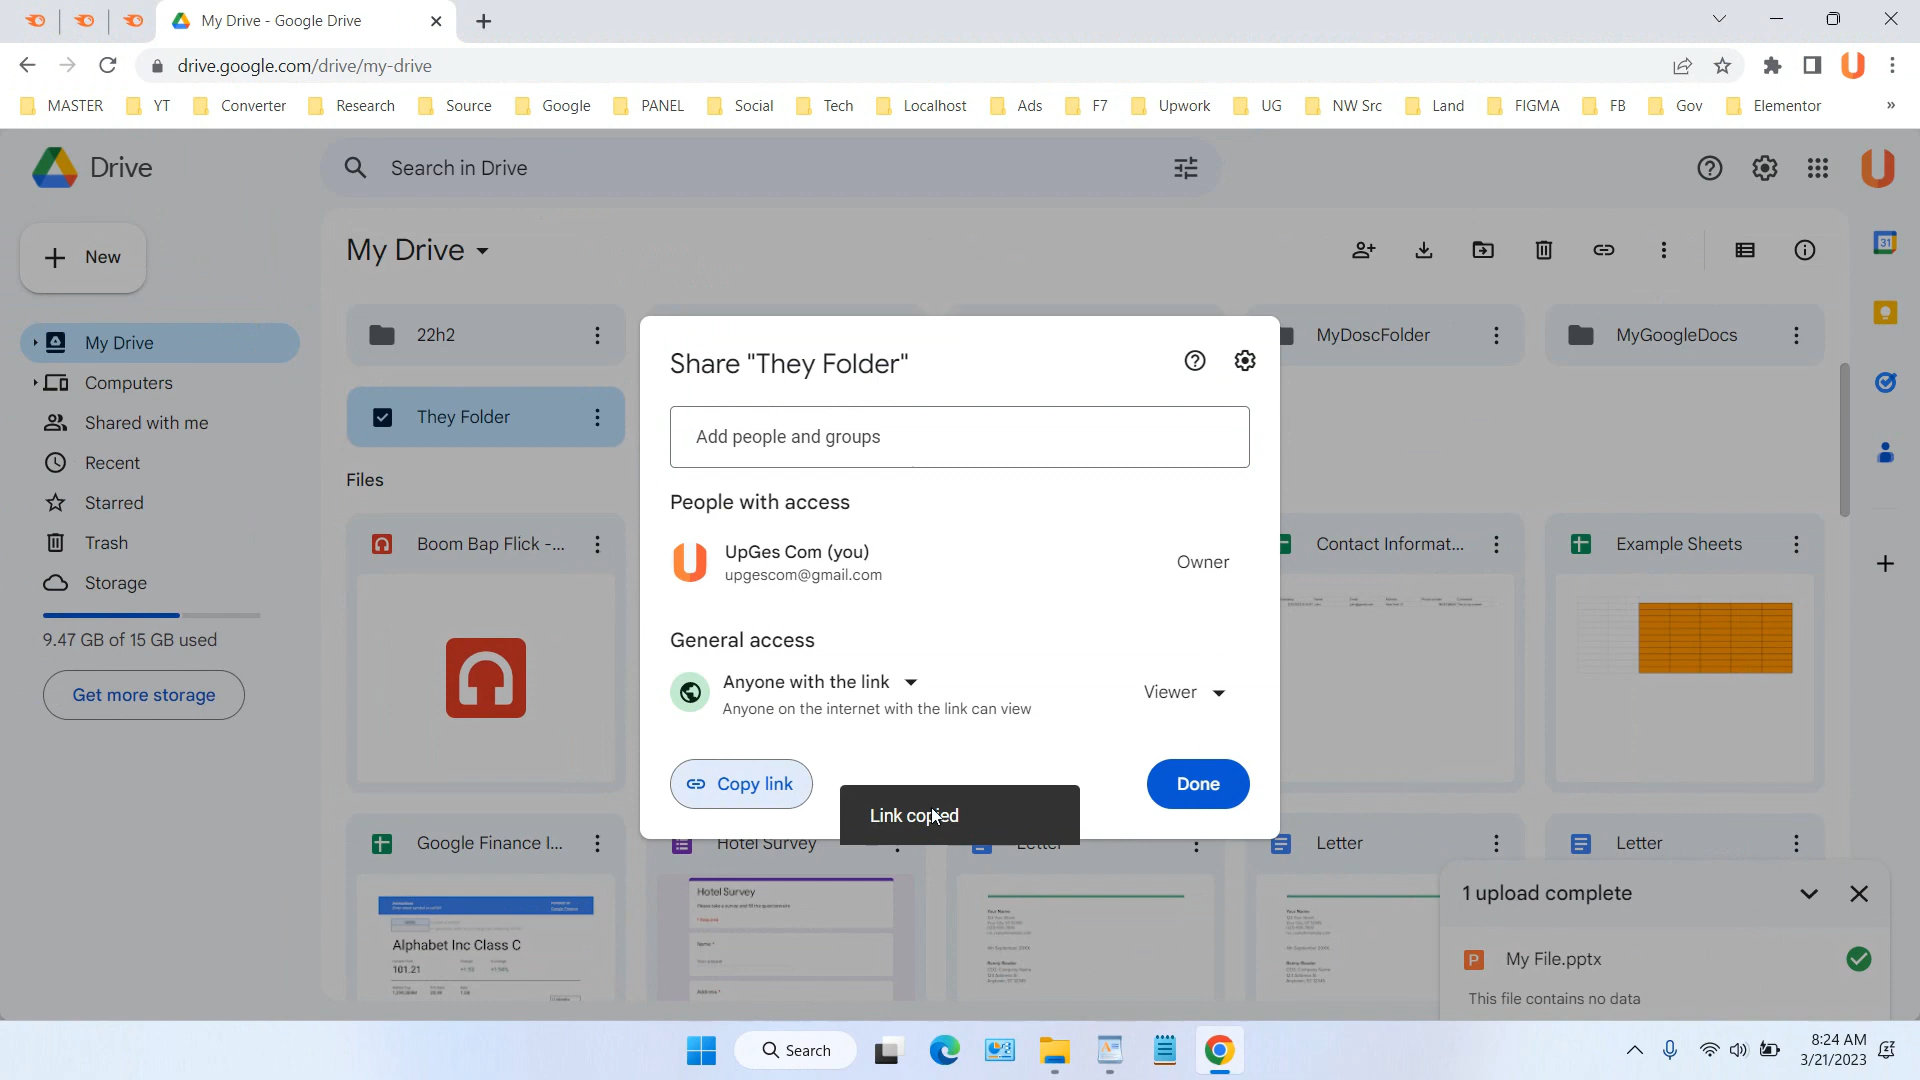 My Drive - Google Drive
drive.google.com/drive/my-drive
MASTER YT Converter Research Source Google PANEL Social Tech Localhost Ads F7 Upwork UG NW Src Land FIGMA FB Gov Elementor »
Drive
Search in Drive
New
My Drive
22h2
MyDoscFolder
MyGoogleDocs
My Drive
Computers
They Folder
Shared with me
Recent
Files
Starred
Trash
Storage
9.47 GB of 15 GB used
Get more storage
Share "They Folder"
Add people and groups
People with access
UpGes Com (you)
upgescom@gmail.com
Owner
General access
Anyone with the link
Anyone on the internet with the link can view
Viewer
Copy link
Done
Link copied
Boom Bap Flick -...
Contact Informat...
Example Sheets
31
Google Finance I...
Hotel Survey
Letter
Letter
Letter
Alphabet Inc Class C
101.21
Hotel Survey
1 upload complete
My File.pptx
This file contains no data
Search
8:24 AM
3/21/2023